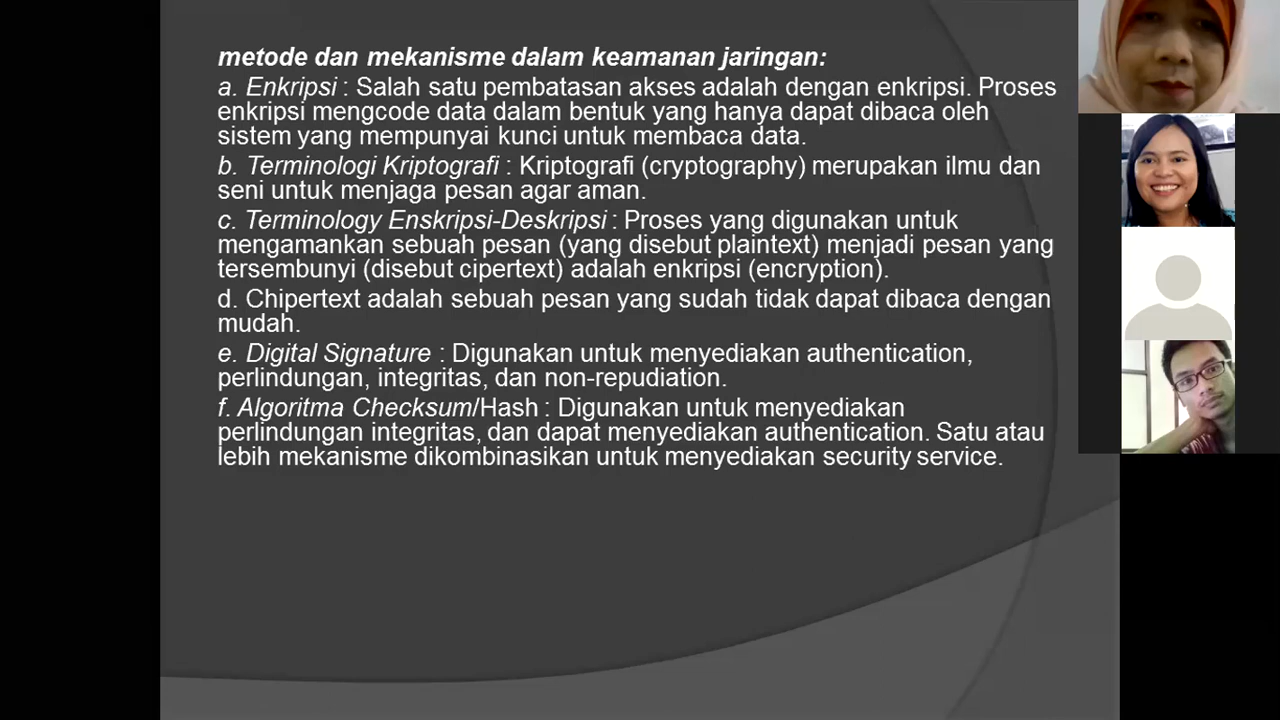 metode dan mekanisme dalam keamanan jaringan:
a. Enkripsi : Salah satu pembatasan akses adalah dengan enkripsi. Proses
enkripsi mengcode data dalam bentuk yang hanya dapat dibaca oleh
sistem yang mempunyai kunci untuk membaca data.
b. Terminologi Kriptografi : Kriptografi (cryptography) merupakan ilmu dan
seni untuk menjaga pesan agar aman.
c. Terminology Enskripsi-Deskripsi : Proses yang digunakan untuk
mengamankan sebuah pesan (yang disebut plaintext) menjadi pesan yang
tersembunyi (disebut cipertext) adalah enkripsi (encryption).
d. Chipertext adalah sebuah pesan yang sudah tidak dapat dibaca dengan
mudah.
e. Digital Signature : Digunakan untuk menyediakan authentication,
perlindungan, integritas, dan non-repudiation.
f. Algoritma Checksum/Hash : Digunakan untuk menyediakan
perlindungan integritas, dan dapat menyediakan authentication. Satu atau
lebih mekanisme dikombinasikan untuk menyediakan security service.